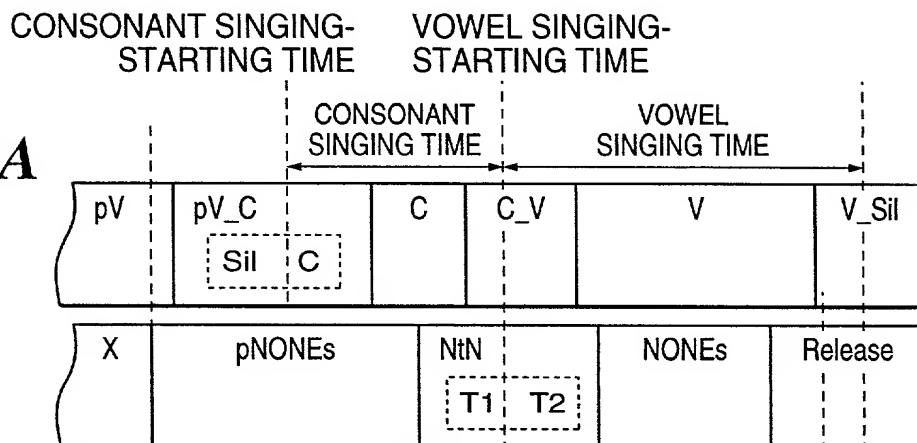 CONSONANT SINGING-
STARTING TIME
VOWEL SINGING-
STARTING TIME
CONSONANT
SINGING TIME
VOWEL
SINGING TIME
A
pV pV_C C C_V V V_Sil
Sil C
X pNONEs NtN NONEs Release
T1 T2